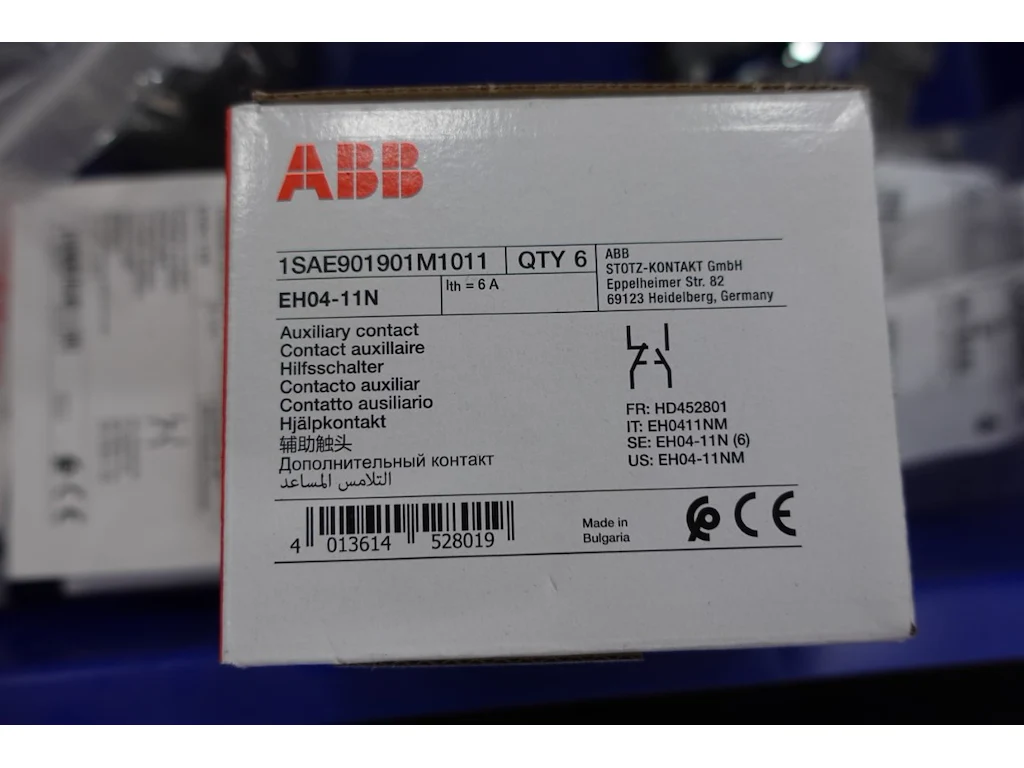 ABB
1SAE901901M1011 QTY 6
EH04-11N Ith = 6 A
ABB
STOTZ-KONTAKT GmbH
Eppelheimer Str. 82
69123 Heidelberg, Germany
Auxiliary contact
Contact auxillaire
Hilfsschalter
Contacto auxiliar
Contatto ausiliario
Hjälpkontakt
辅助触头
Дополнительный контакт
التلامس المساعد
FR: HD452801
IT: EH0411NM
SE: EH04-11N (6)
US: EH04-11NM
4 013614 528019
Made in
Bulgaria
CE